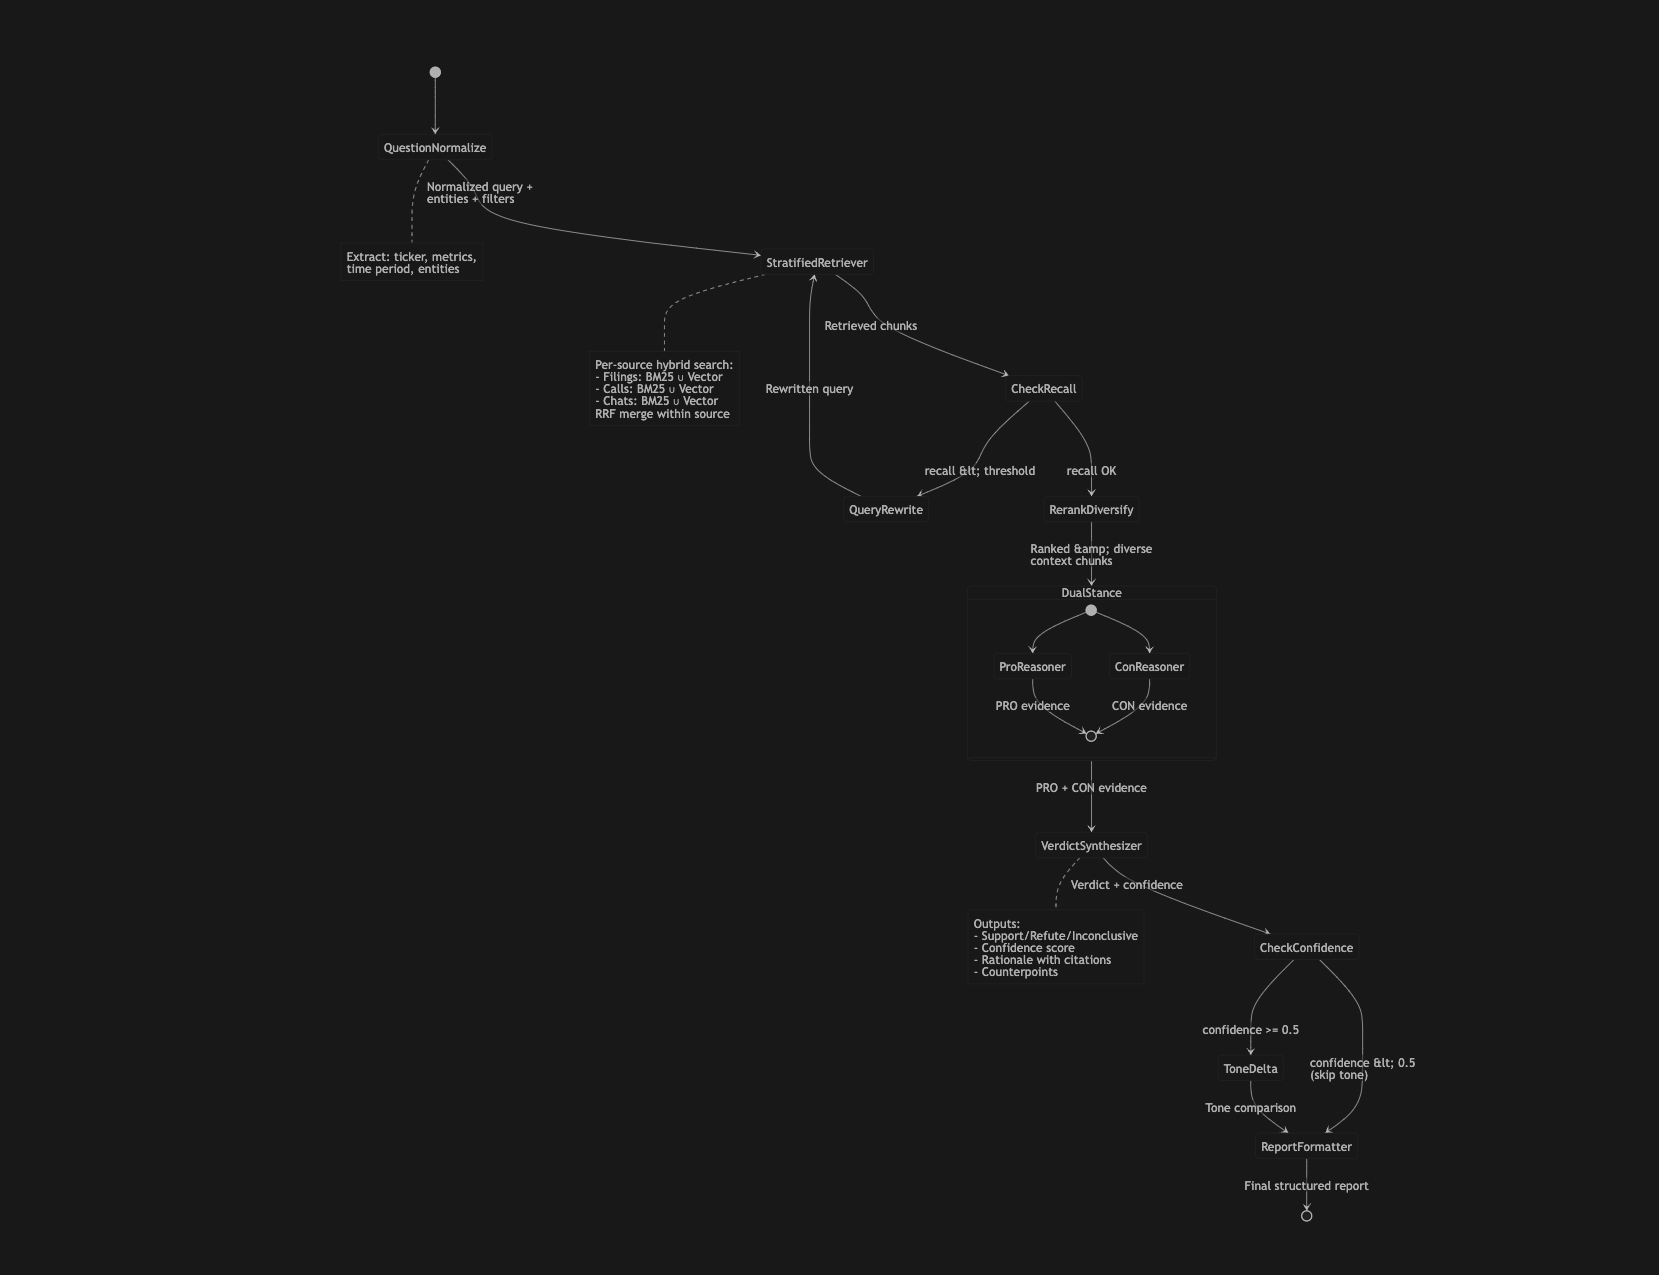 QuestionNormalize
Normalized query +
entities + filters
Extract: ticker, metrics,
time period, entities
StratifiedRetriever
Retrieved chunks
Per-source hybrid search:
- Filings: BM25 ∪ Vector
- Calls: BM25 ∪ Vector
- Chats: BM25 ∪ Vector
RRF merge within source
Rewritten query
CheckRecall
recall &lt; threshold
recall OK
QueryRewrite
RerankDiversify
Ranked &amp; diverse
context chunks
DualStance
ProReasoner
ConReasoner
PRO evidence
CON evidence
PRO + CON evidence
VerdictSynthesizer
Verdict + confidence
Outputs:
- Support/Refute/Inconclusive
- Confidence score
- Rationale with citations
- Counterpoints
CheckConfidence
confidence >= 0.5
confidence &lt; 0.5
(skip tone)
ToneDelta
Tone comparison
ReportFormatter
Final structured report